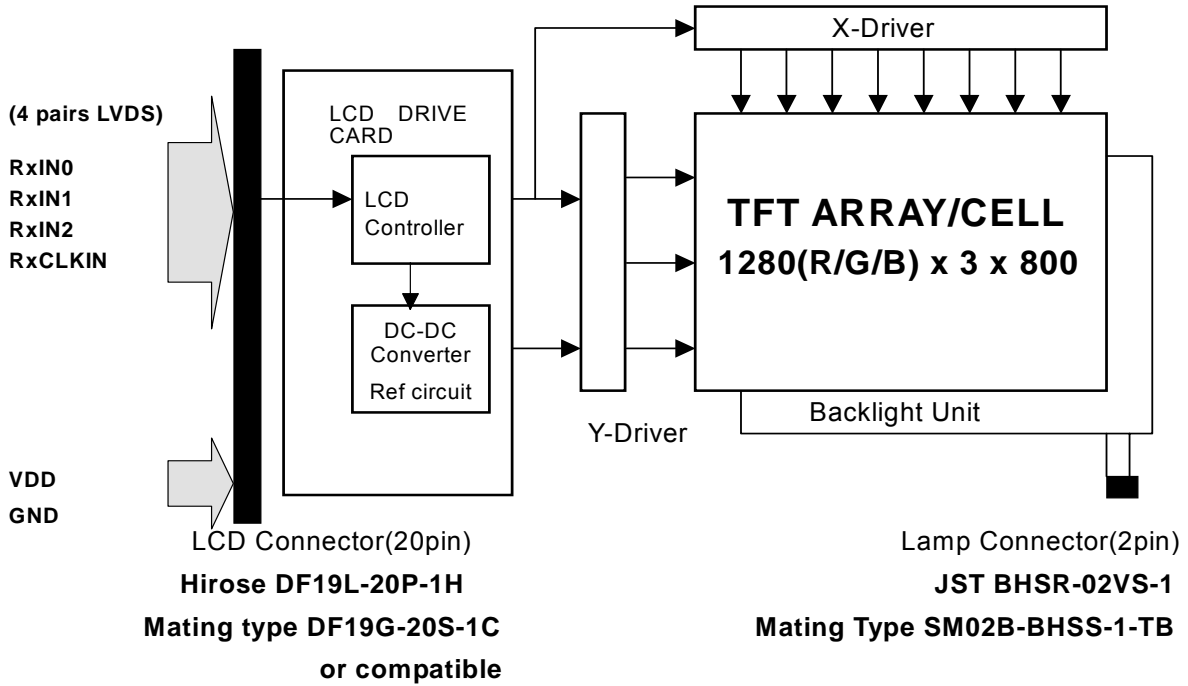 X-Driver
(4 pairs LVDS)
RxIN0
RxIN1
RxIN2
RxCLKIN
LCD DRIVE
CARD
LCD
Controller
DC-DC
Converter
Ref circuit
TFT ARRAY/CELL
1280(R/G/B) x 3 x 800
Backlight Unit
Y-Driver
VDD
GND
LCD Connector(20pin)
Hirose DF19L-20P-1H
Mating type DF19G-20S-1C
or compatible
Lamp Connector(2pin)
JST BHSR-02VS-1
Mating Type SM02B-BHSS-1-TB